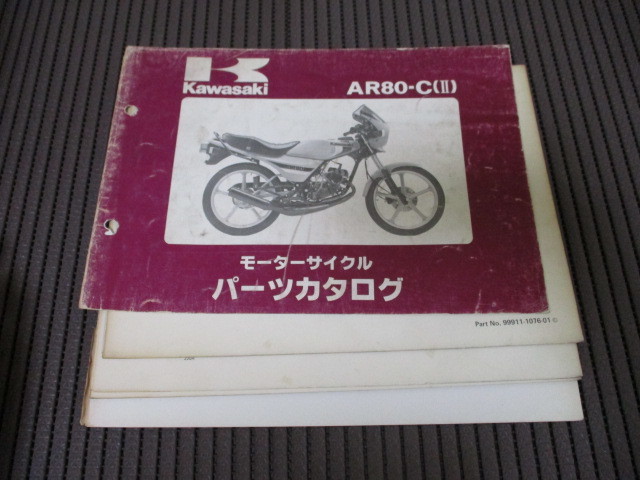 Kawasaki
AR80-C(II)
モーターサイクル
パーツカタログ
Part No. 99911-1076-01